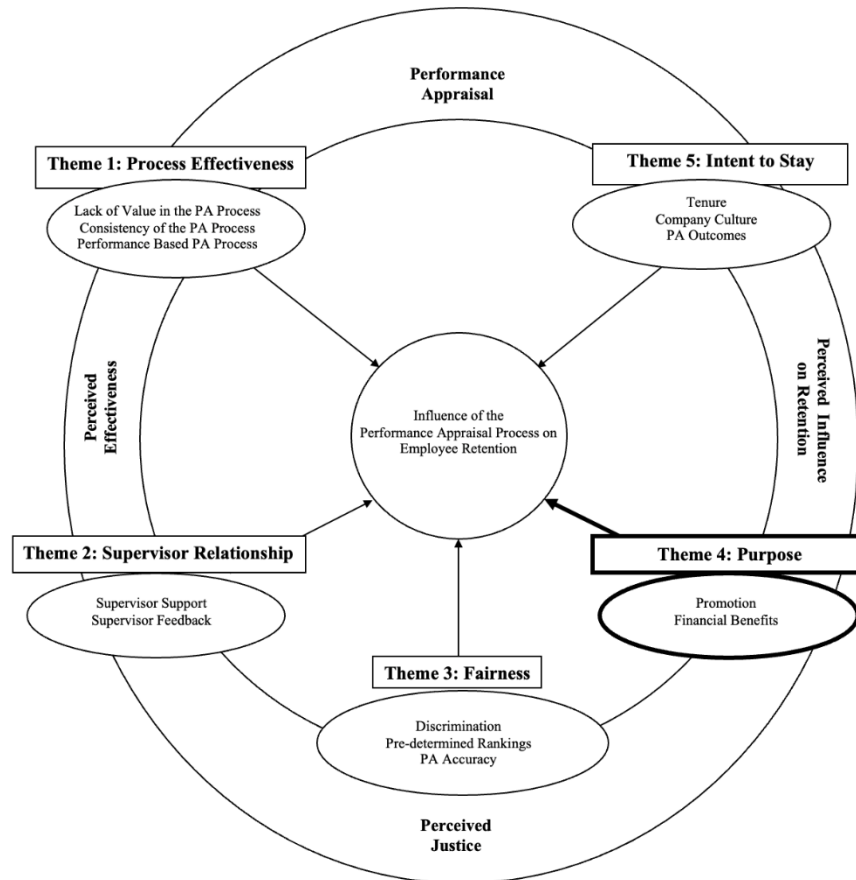 Performance
Appraisal
Theme 1: Process Effectiveness
Lack of Value in the PA Process
Consistency of the PA Process
Performance Based PA Process
Theme 5: Intent to Stay
Tenure
Company Culture
PA Outcomes
Perceived
Effectiveness
Influence of the
Performance Appraisal Process on
Employee Retention
Perceived Influence
on Retention
Theme 2: Supervisor Relationship
Supervisor Support
Supervisor Feedback
Theme 4: Purpose
Promotion
Financial Benefits
Theme 3: Fairness
Discrimination
Pre-determined Rankings
PA Accuracy
Perceived
Justice